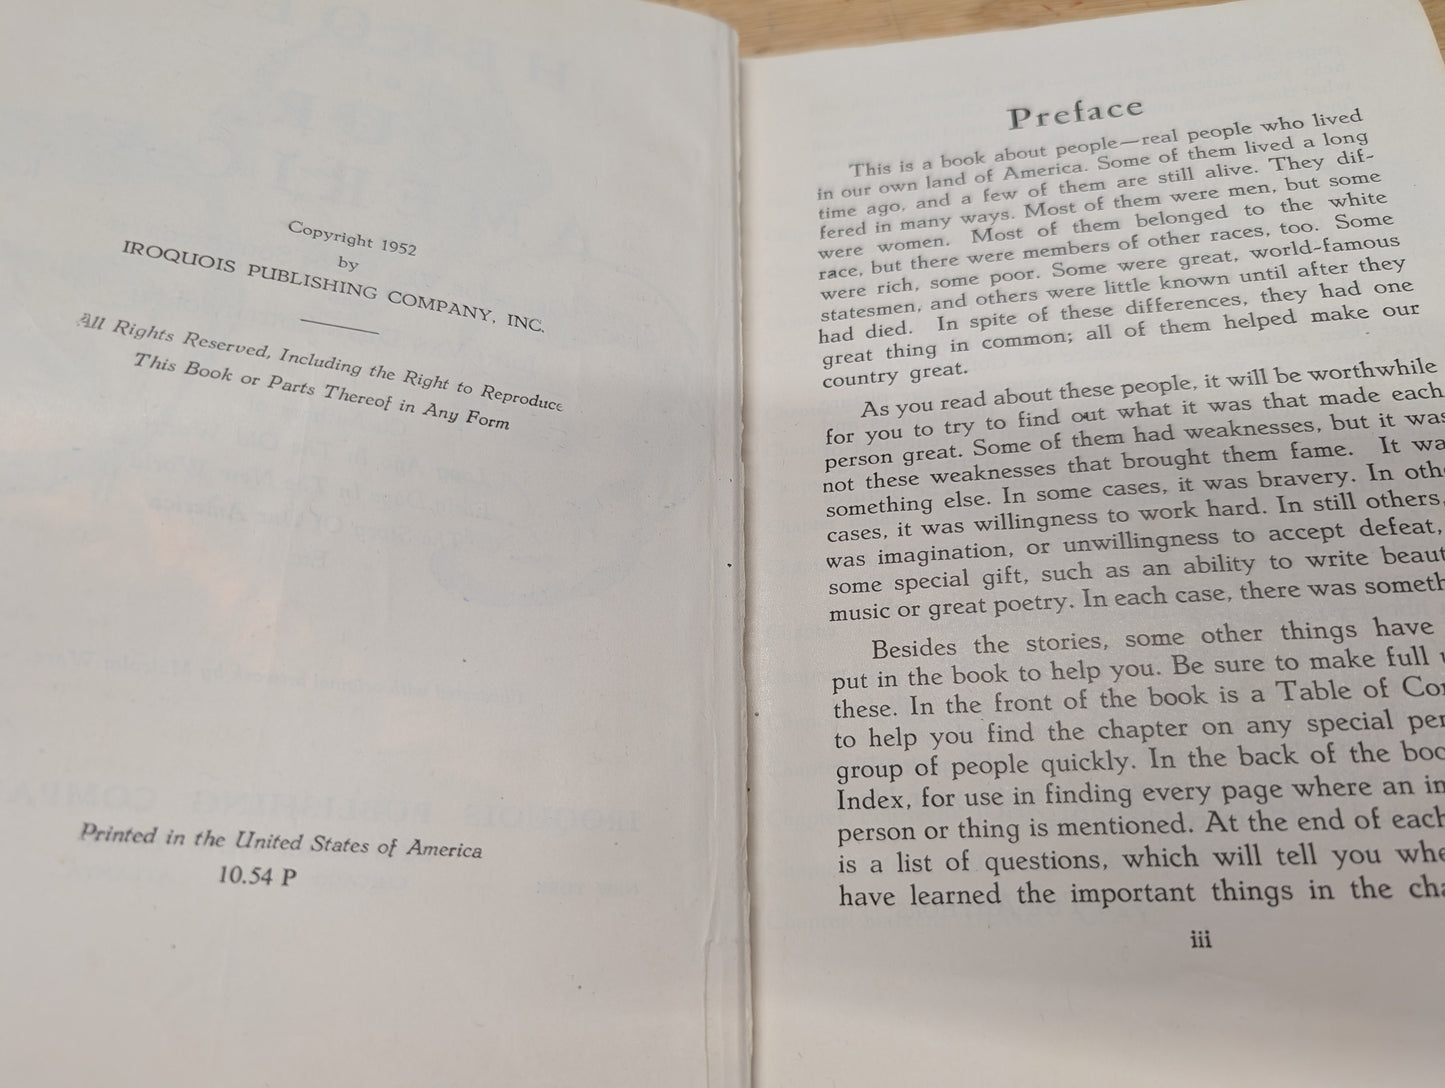 Copyright 1952
by
IROQUOIS PUBLISHING COMPANY, INC.
All Rights Reserved, Including the Right to Reproduce
This Book or Parts Thereof in Any Form
Printed in the United States of America
10.54 P
Preface
This is a book about people—real people who lived
in our own land of America. Some of them lived a long
time ago, and a few of them are still alive. They dif-
fered in many ways. Most of them were men, but some
were women. Most of them belonged to the white
race, but there were members of other races, too. Some
were rich, some poor. Some were great, world-famous
statesmen, and others were little known until after they
had died. In spite of these differences, they had one
great thing in common; all of them helped make our
country great.
As you read about these people, it will be worthwhile
for you to try to find out what it was that made each
person great. Some of them had weaknesses, but it was
not these weaknesses that brought them fame. It wa
something else. In some cases, it was bravery. In oth
cases, it was willingness to work hard. In still others,
was imagination, or unwillingness to accept defeat,
some special gift, such as an ability to write beaut
music or great poetry. In each case, there was someth
Besides the stories, some other things have
put in the book to help you. Be sure to make full
these. In the front of the book is a Table of Con
to help you find the chapter on any special per
group of people quickly. In the back of the boo
Index, for use in finding every page where an im
person or thing is mentioned. At the end of each
is a list of questions, which will tell you whe
have learned the important things in the cha
iii